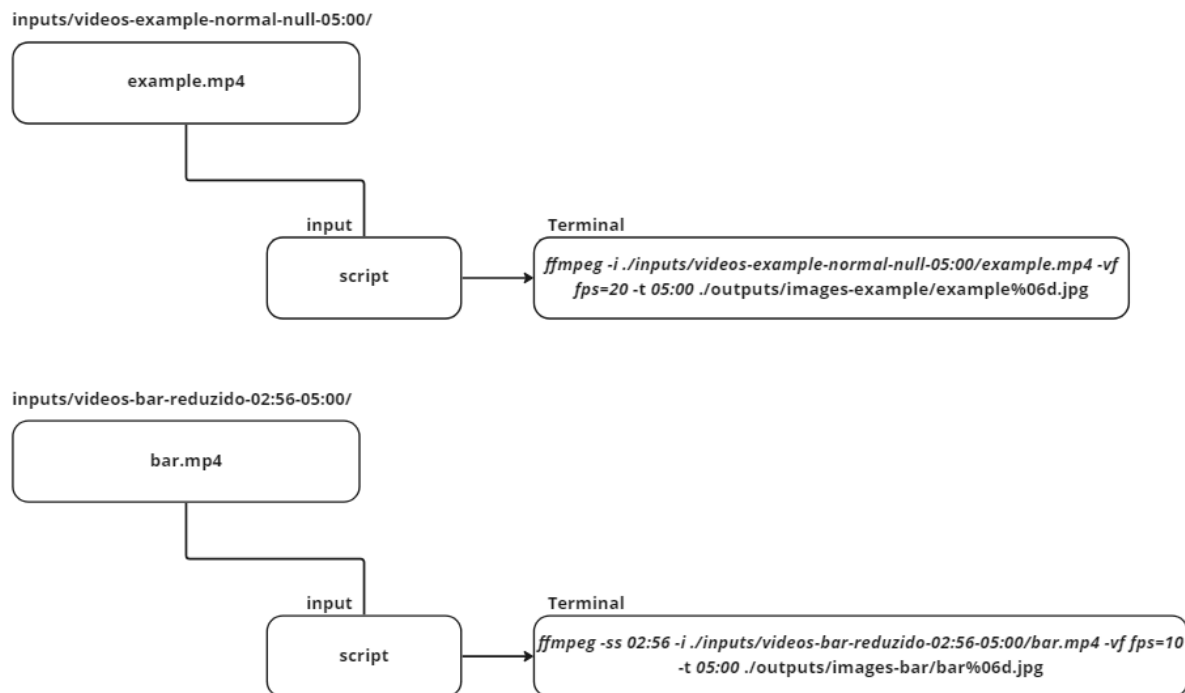 inputs/videos-example-normal-null-05:00/
example.mp4
input
script
Terminal
ffmpeg -i ./inputs/videos-example-normal-null-05:00/example.mp4 -vf
fps=20 -t 05:00 ./outputs/images-example/example%06d.jpg
inputs/videos-bar-reduzido-02:56-05:00/
bar.mp4
input
script
Terminal
ffmpeg -ss 02:56 -i ./inputs/videos-bar-reduzido-02:56-05:00/bar.mp4 -vf fps=10
-t 05:00 ./outputs/images-bar/bar%06d.jpg